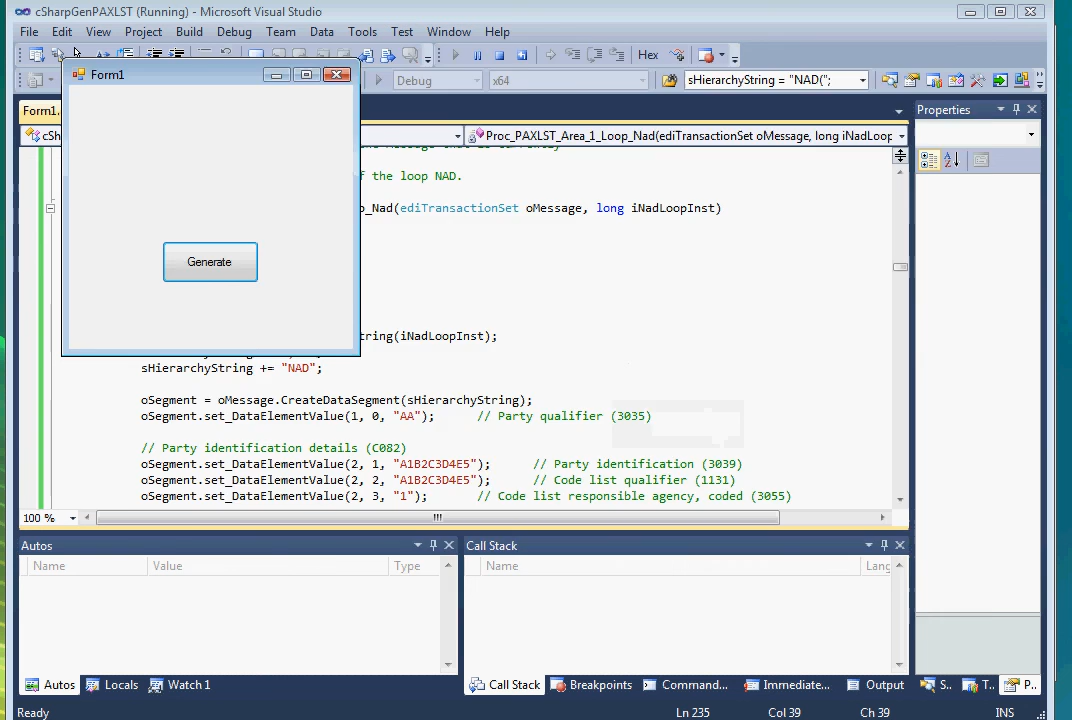 cSharpGenPAXLST (Running) - Microsoft Visual Studio
File Edit View Project Build Debug Team Data Tools Test Window Help
Hex
Form1
Debug x64 sHierarchyString = "NAD(";
Form1. Properties
cSh Proc_PAXLST_Area_1_Loop_Nad(ediTransactionSet oMessage, long iNadLoop
f the loop NAD.
p_Nad(ediTransactionSet oMessage, long iNadLoopInst)
Generate
tring(iNadLoopInst);
sHierarchyString += "NAD";
oSegment = oMessage.CreateDataSegment(sHierarchyString);
oSegment.set_DataElementValue(1, 0, "AA"); // Party qualifier (3035)
// Party identification details (C082)
oSegment.set_DataElementValue(2, 1, "A1B2C3D4E5"); // Party identification (3039)
oSegment.set_DataElementValue(2, 2, "A1B2C3D4E5"); // Code list qualifier (1131)
oSegment.set_DataElementValue(2, 3, "1"); // Code list responsible agency, coded (3055)
100 %
Autos Call Stack
Name Value Type Name Lang
Autos Locals Watch 1 Call Stack Breakpoints Command... Immediate... Output S.. T.. P..
Ready Ln 235 Col 39 Ch 39 INS